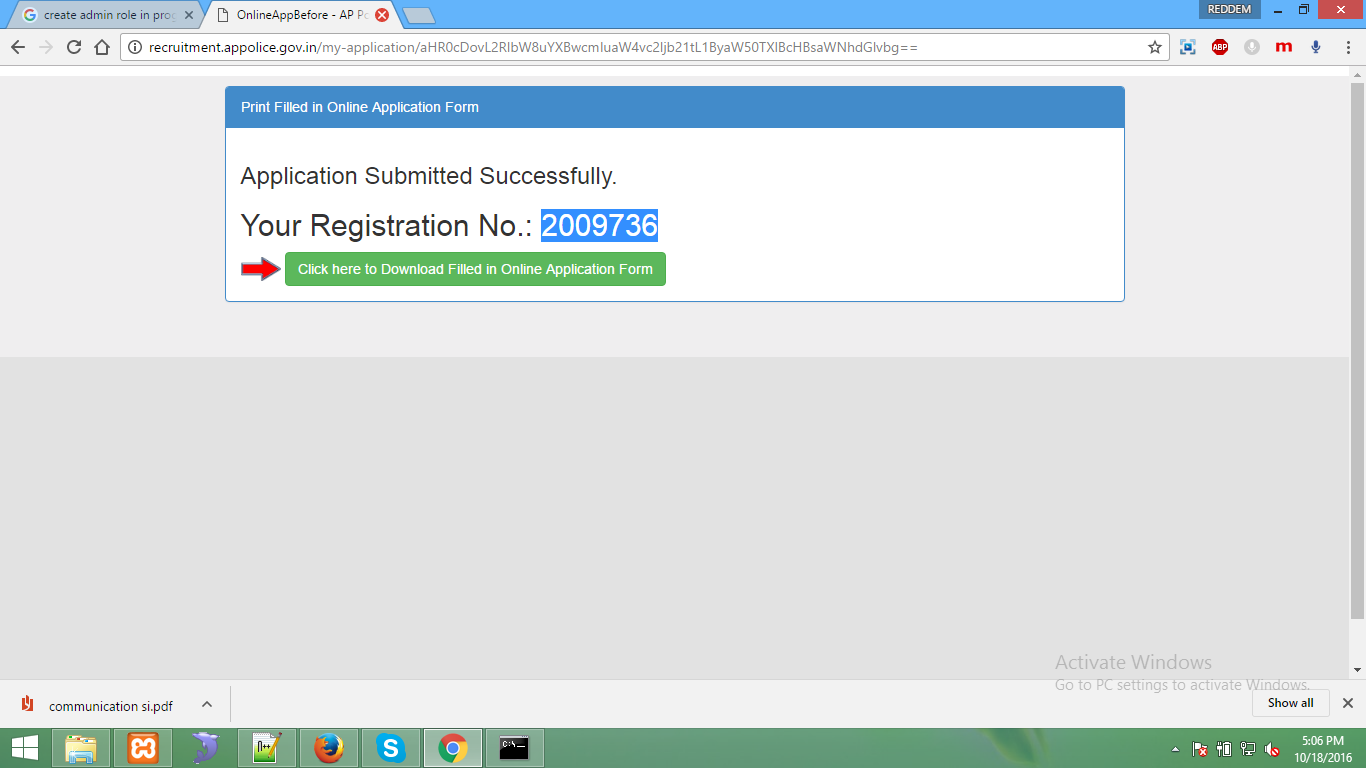 create admin role in prog
OnlineAppBefore - AP Po
REDDEM
recruitment.appolice.gov.in/my-application/aHR0cDovL2RlbW8uYXBwcmluaW4vc2ljb21tL1ByaW50TXlBcHBsaWNhdGlvbg==
ABP
m
Print Filled in Online Application Form
Application Submitted Successfully.
Your Registration No.: 2009736
Click here to Download Filled in Online Application Form
Activate Windows
Go to PC settings to activate Windows.
communication si.pdf
Show all
5:06 PM
10/18/2016